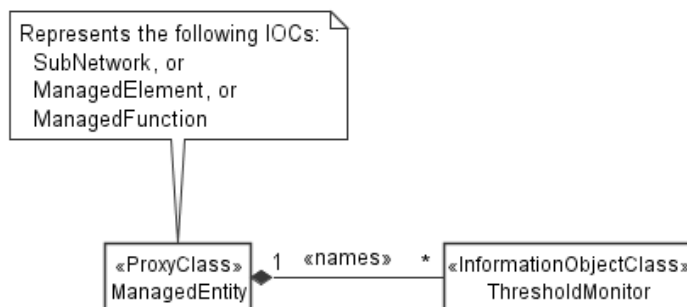 Represents the following IOCs:
SubNetwork, or
ManagedElement, or
ManagedFunction
«ProxyClass»
ManagedEntity
1 «names» *
«InformationObjectClass»
ThresholdMonitor